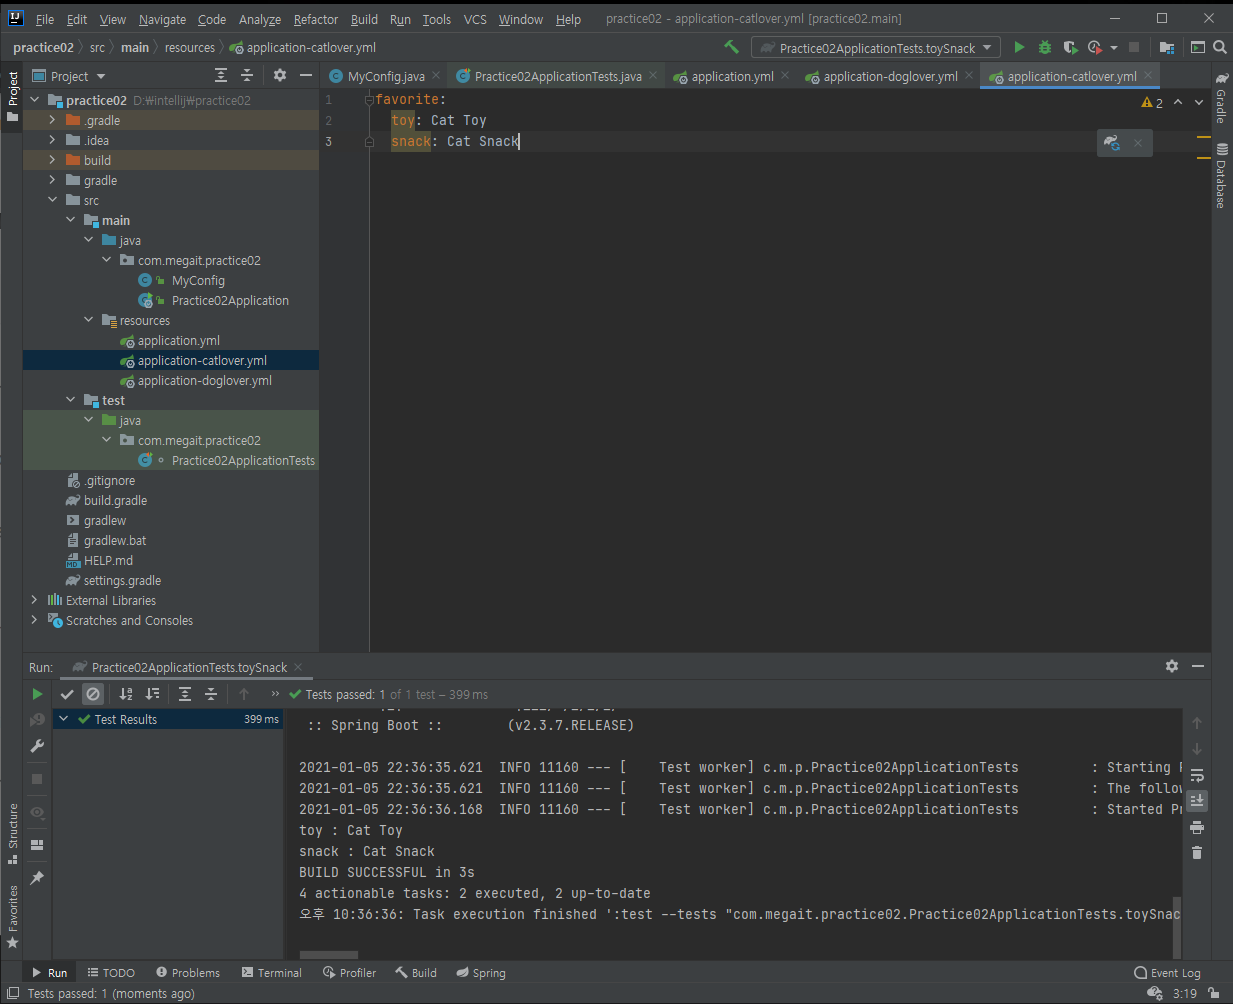 File Edit View Navigate Code Analyze Refactor Build Run Tools VCS Window Help practice02 - application-catlover.yml [practice02.main]
practice02 src main resources application-catlover.yml Practice02ApplicationTests.toySnack
Project MyConfig.java Practice02ApplicationTests.java application.yml application-doglover.yml application-catlover.yml
Project
Gradle
Database
Structure
Favorites
practice02 D:₩intellij₩practice02
.gradle
.idea
build
gradle
src
main
java
com.megait.practice02
MyConfig
Practice02Application
resources
application.yml
application-catlover.yml
application-doglover.yml
test
java
com.megait.practice02
Practice02ApplicationTests
.gitignore
build.gradle
gradlew
gradlew.bat
HELP.md
settings.gradle
External Libraries
Scratches and Consoles
1 favorite:
2 toy: Cat Toy
3 snack: Cat Snack
2
Run: Practice02ApplicationTests.toySnack
Tests passed: 1 of 1 test – 399 ms
Test Results 399 ms
:: Spring Boot :: (v2.3.7.RELEASE)
2021-01-05 22:36:35.621 INFO 11160 --- [ Test worker] c.m.p.Practice02ApplicationTests : Starting P
2021-01-05 22:36:35.621 INFO 11160 --- [ Test worker] c.m.p.Practice02ApplicationTests : The follow
2021-01-05 22:36:36.168 INFO 11160 --- [ Test worker] c.m.p.Practice02ApplicationTests : Started Pr
toy : Cat Toy
snack : Cat Snack
BUILD SUCCESSFUL in 3s
4 actionable tasks: 2 executed, 2 up-to-date
오후 10:36:36: Task execution finished ':test --tests "com.megait.practice02.Practice02ApplicationTests.toySnac
Run TODO Problems Terminal Profiler Build Spring Event Log
Tests passed: 1 (moments ago) 3:19